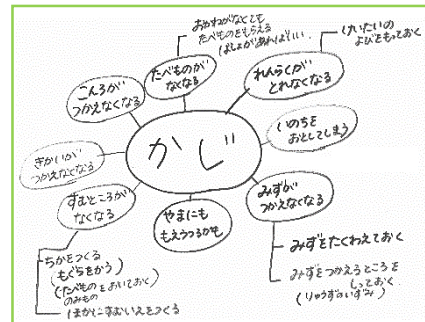 おやねがなくても
たべものをもらえる
ばしょがあればよい。
けいたいの
よびをもっておく
たべものが
なくなる
れんらくが
とれなくなる
こんろが
つかえなくなる
いのちを
おとしてしまう
かじ
きかいが
つかえなくなる
すむところが
なくなる
やまにも
もえうつるかも
みずが
つかえなくなる
ちかをつくる
(もぐらをかう)
(たべものをおいておく)
のみもの
ほかにすむいえをつくる
みずをたくわえておく
みずをつかえるところを
しっておく
(りゅうずのいずみ)